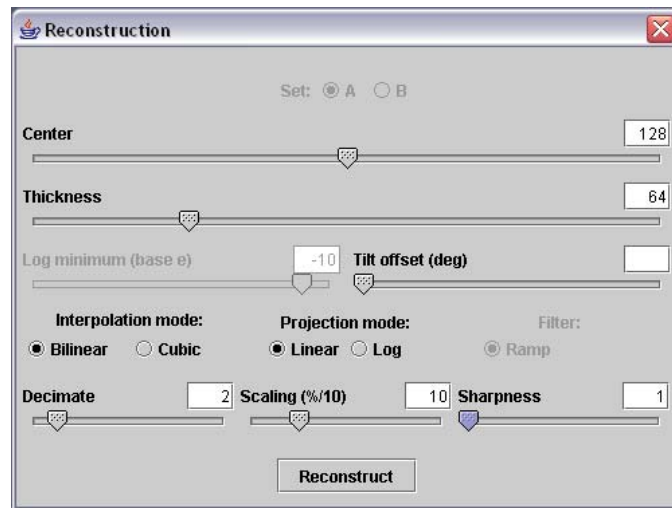 Reconstruction
Set: A B
Center 128
Thickness 64
Log minimum (base e) -10 Tilt offset (deg)
Interpolation mode: Projection mode: Filter:
Bilinear Cubic Linear Log Ramp
Decimate 2 Scaling (%/10) 10 Sharpness 1
Reconstruct